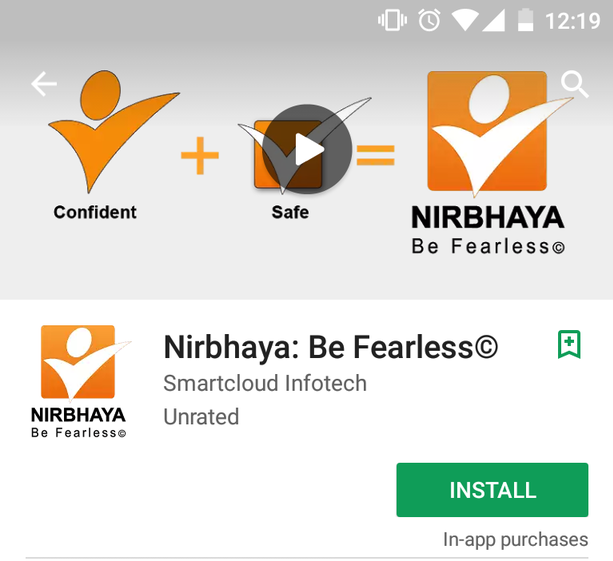 12:19
Confident
Safe
NIRBHAYA
Be Fearless©
NIRBHAYA
Be Fearless©
Nirbhaya: Be Fearless©
Smartcloud Infotech
Unrated
INSTALL
In-app purchases